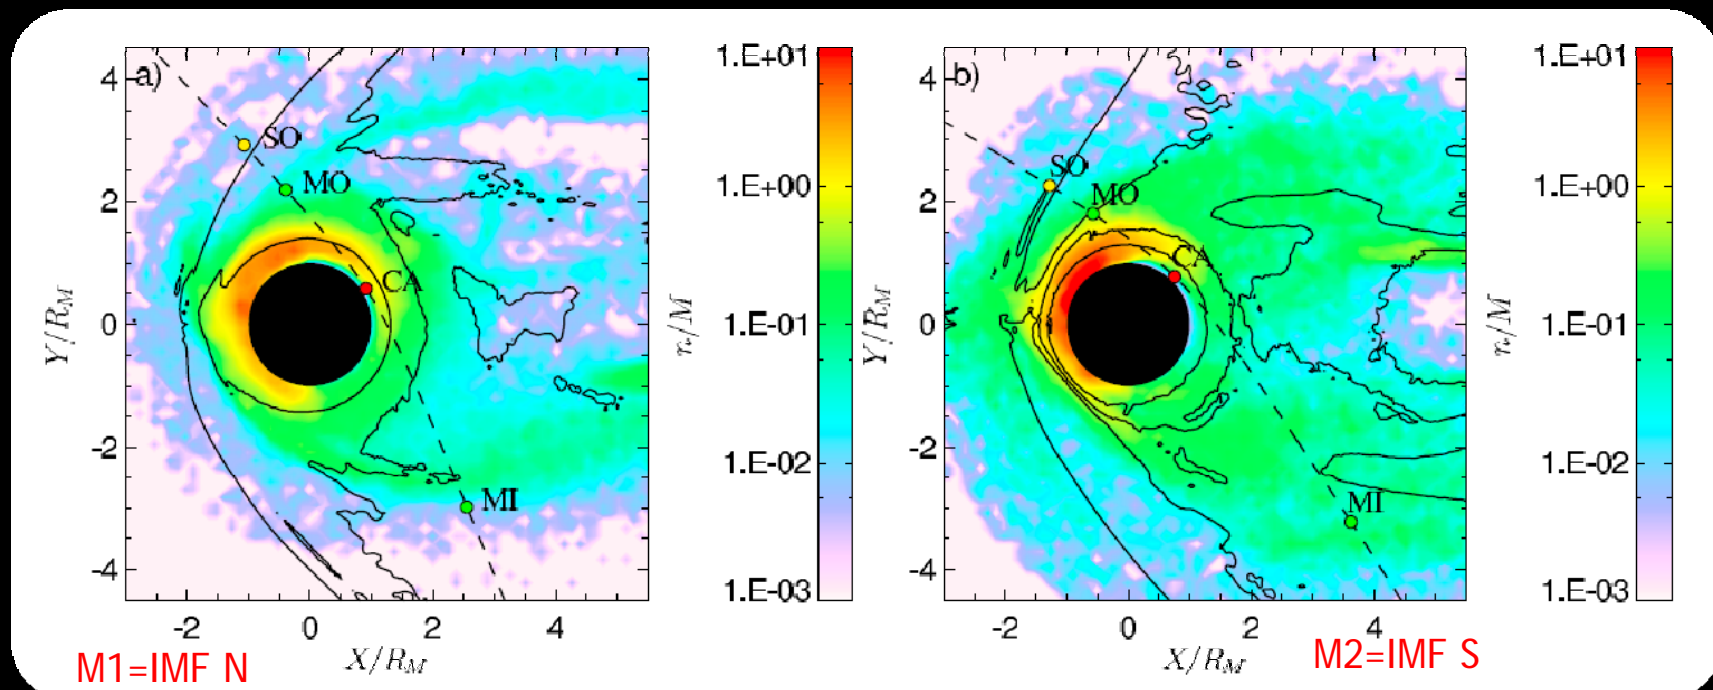 a)
4
2
0
-2
-4
Y/R_M
-2 0 2 4
X/R_M
SO
MO
CA
MI
1.E+01
1.E+00
1.E-01
1.E-02
1.E-03
n/M
M1=IMF N
b)
4
2
0
-2
-4
Y/R_M
-2 0 2 4
X/R_M
SO
MO
CA
MI
1.E+01
1.E+00
1.E-01
1.E-02
1.E-03
n/M
M2=IMF S